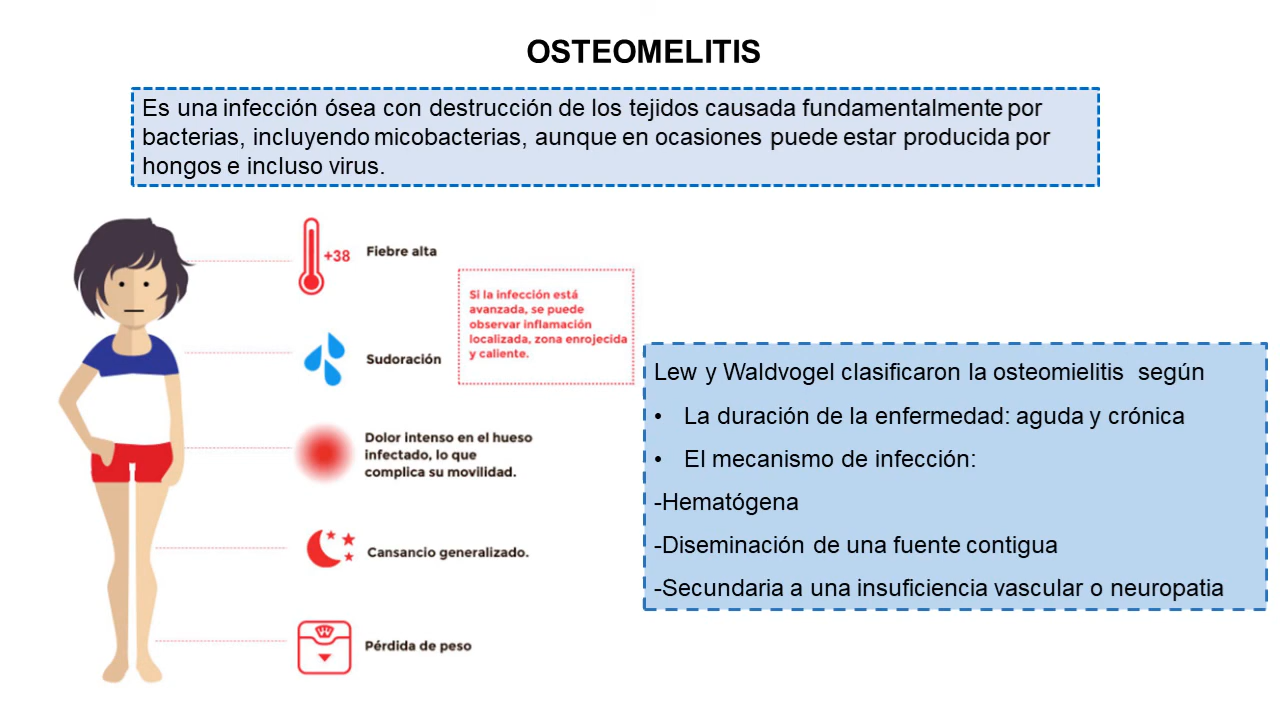 OSTEOMELITIS
Es una infección ósea con destrucción de los tejidos causada fundamentalmente por
bacterias, incluyendo micobacterias, aunque en ocasiones puede estar producida por
hongos e incluso virus.
+38
Fiebre alta
Si la infección está
avanzada, se puede
observar inflamación
localizada, zona enrojecida
y caliente.
Sudoración
Dolor intenso en el hueso
infectado, lo que
complica su movilidad.
Cansancio generalizado.
Pérdida de peso
Lew y Waldvogel clasificaron la osteomielitis según
• La duración de la enfermedad: aguda y crónica
• El mecanismo de infección:
-Hematógena
-Diseminación de una fuente contigua
-Secundaria a una insuficiencia vascular o neuropatia